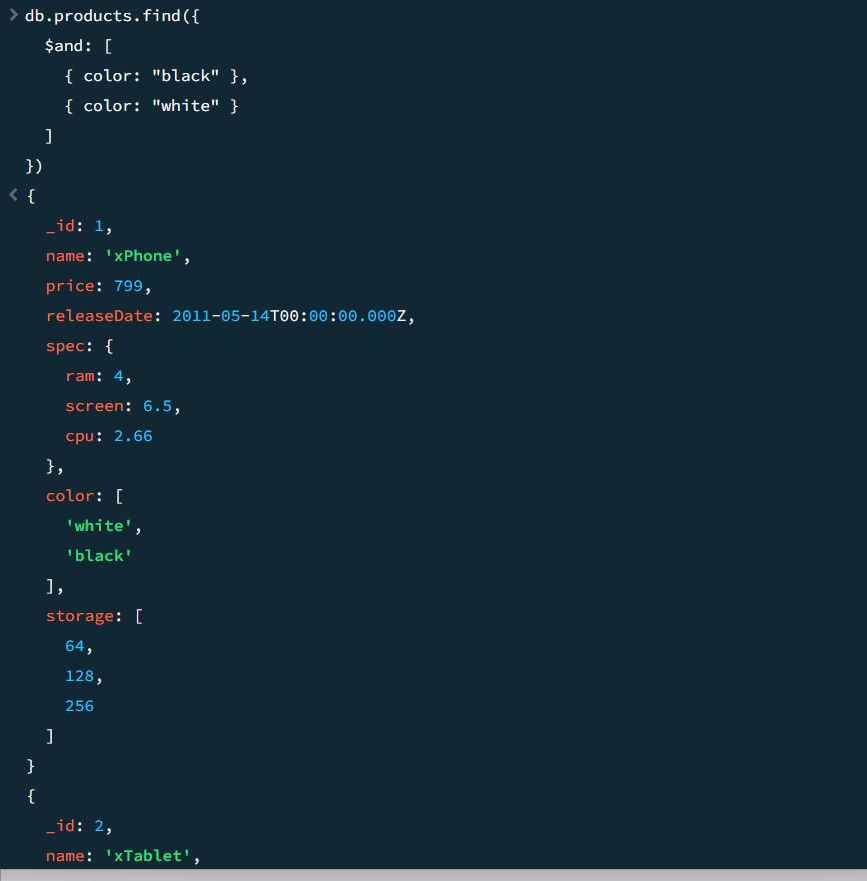 db.products.find({
$and: [
{ color: "black" },
{ color: "white" }
]
})
{
_id: 1,
name: 'xPhone',
price: 799,
releaseDate: 2011-05-14T00:00:00.000Z,
spec: {
ram: 4,
screen: 6.5,
cpu: 2.66
},
color: [
'white',
'black'
],
storage: [
64,
128,
256
]
}
{
_id: 2,
name: 'xTablet',